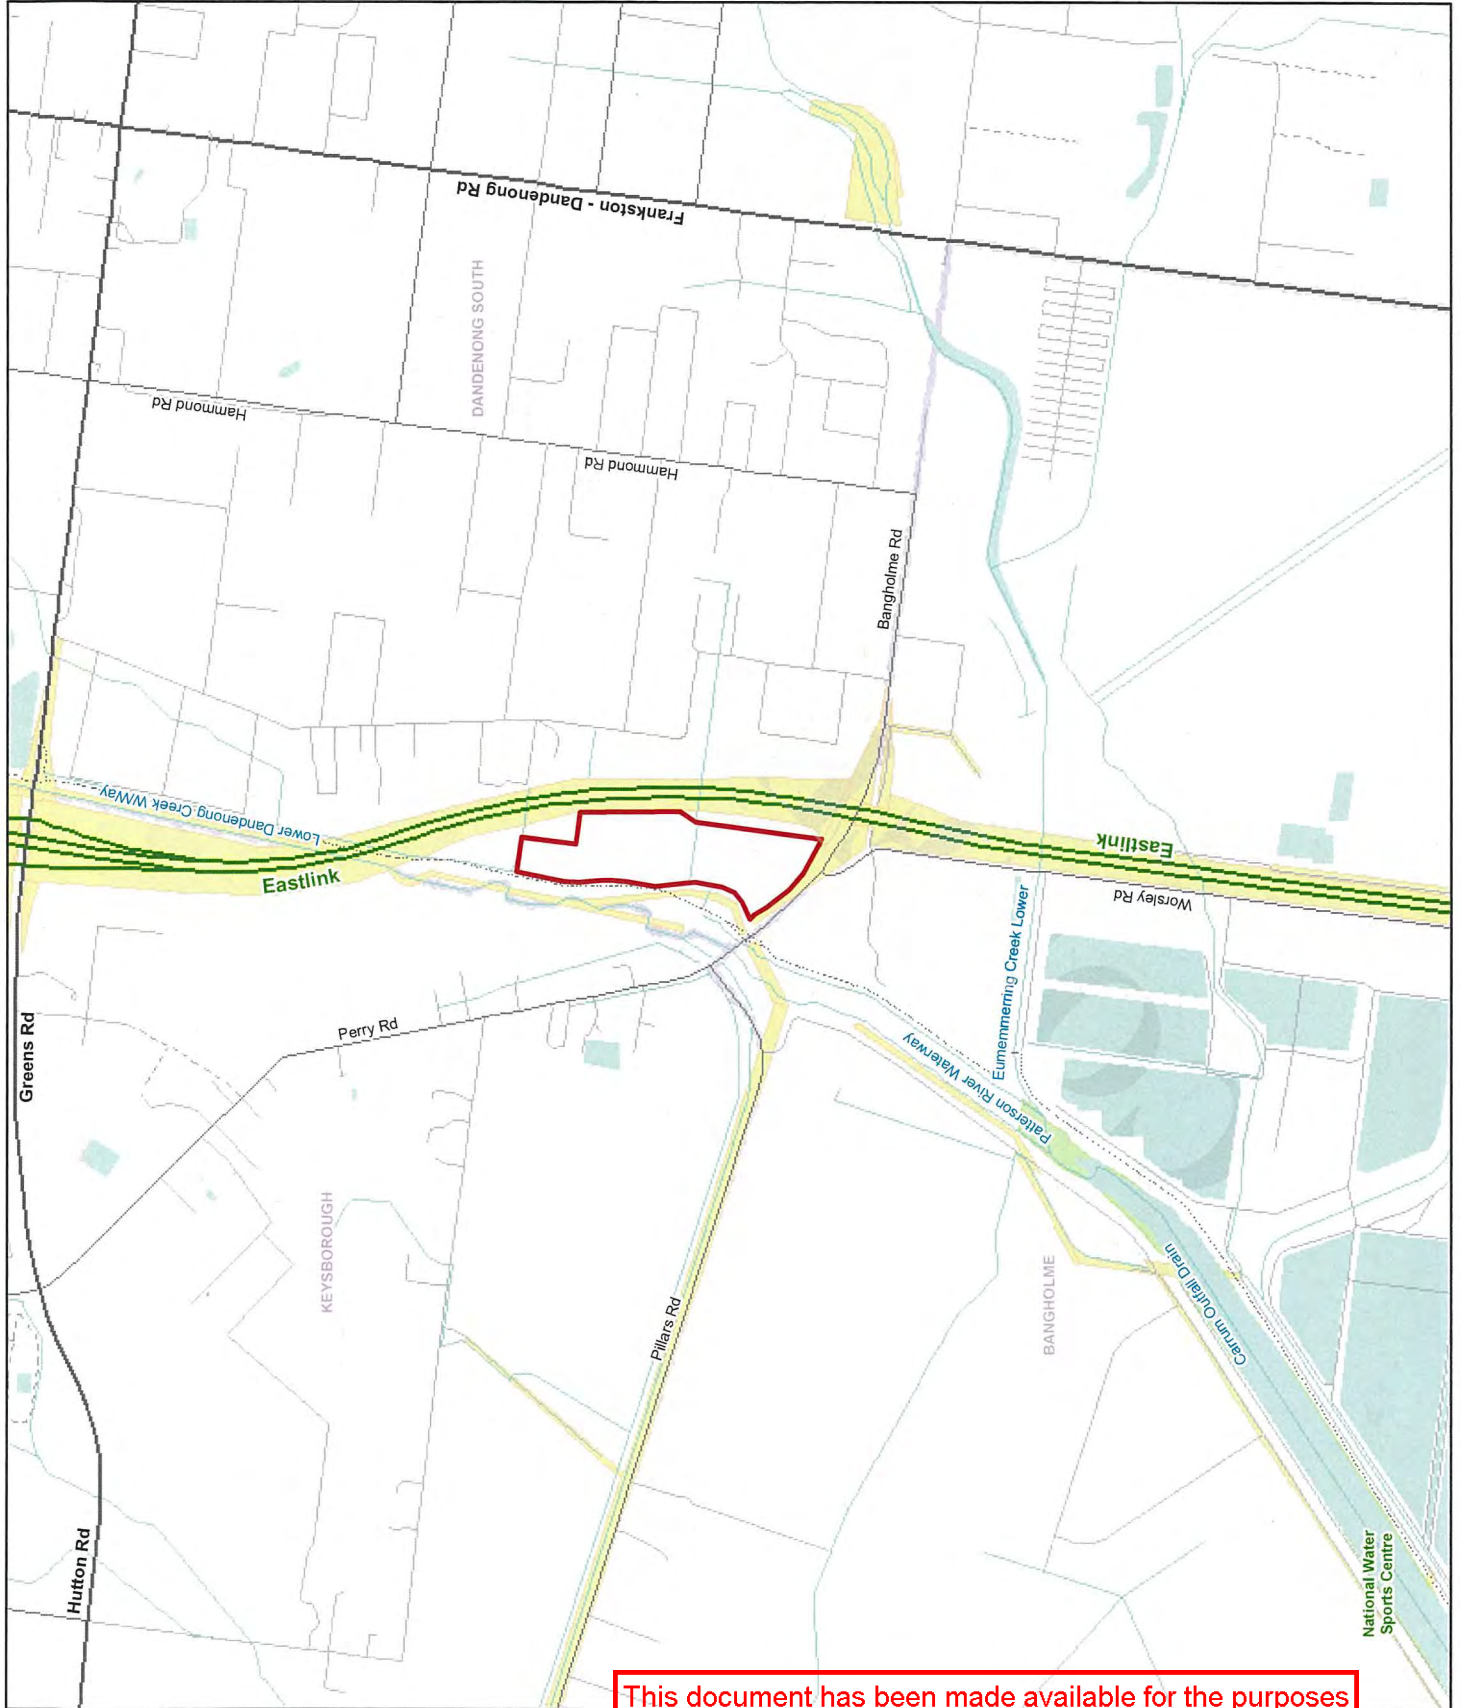 Frankston - Dandenong Rd
DANDENONG SOUTH
Hammond Rd
Hammond Rd
Bangholme Rd
Lower Dandenong Creek W/Way
Eastlink
Eastlink
Worsley Rd
Eumemmerring Creek Lower
Greens Rd
Perry Rd
Patterson River Waterway
KEYSBOROUGH
Pillars Rd
BANGHOLME
Carrum Outfall Drain
Hutton Rd
National Water
Sports Centre
This document has been made available for the purposes